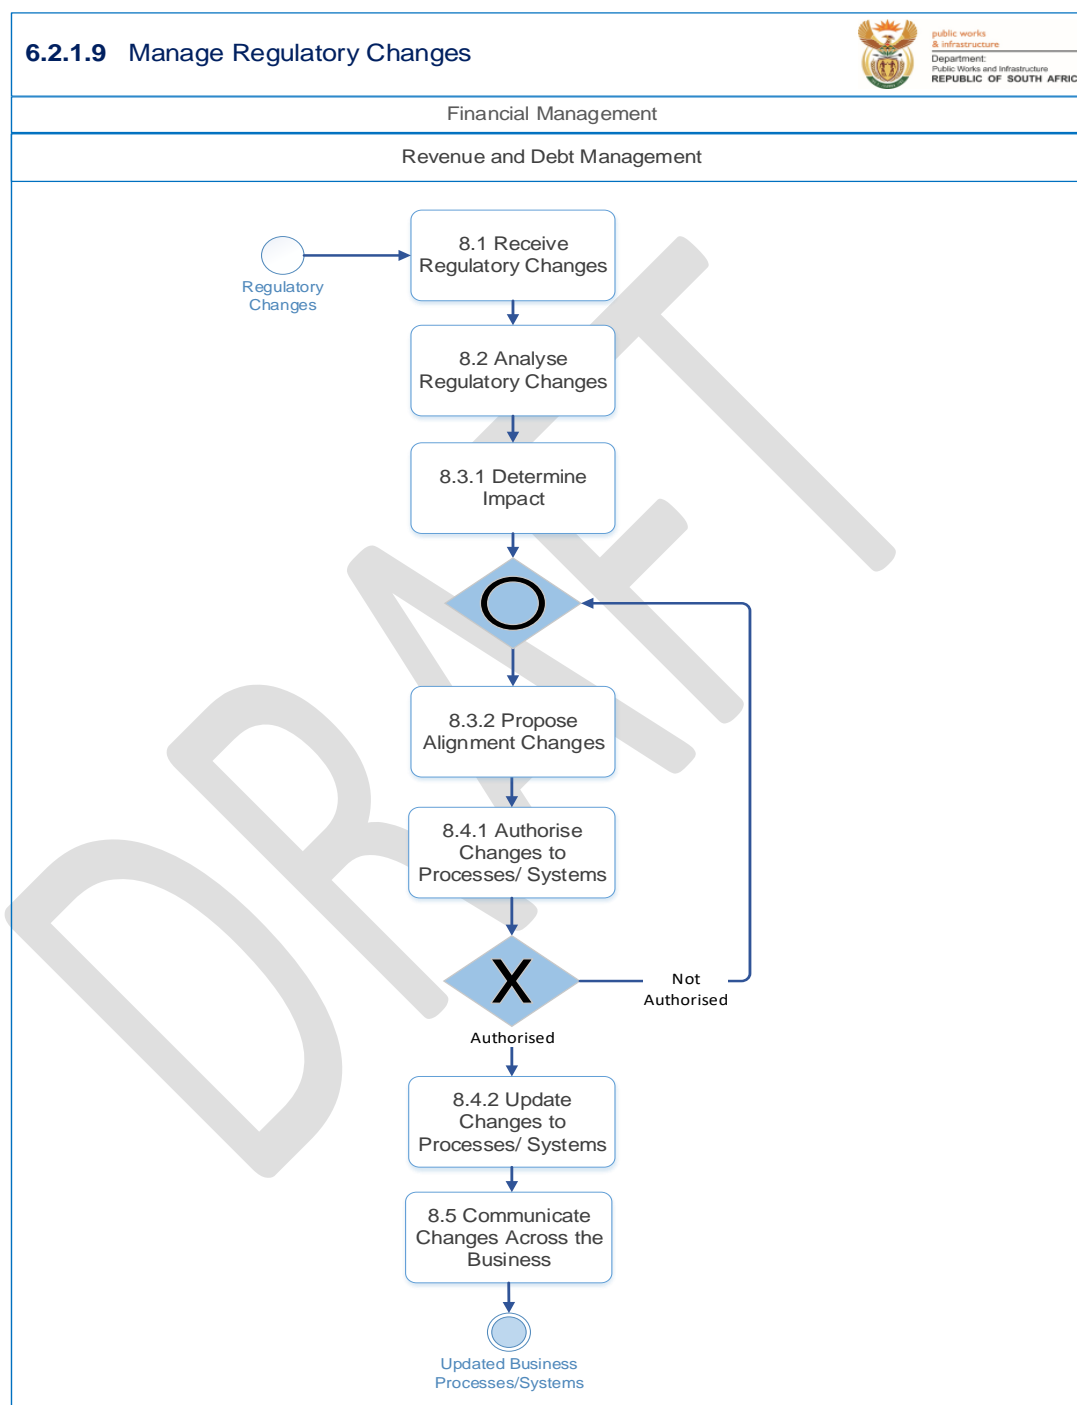 6.2.1.9 Manage Regulatory Changes
public works
& infrastructure
Department:
Public Works and Infrastructure
REPUBLIC OF SOUTH AFRIC
Financial Management
Revenue and Debt Management
Regulatory
Changes
8.1 Receive
Regulatory Changes
8.2 Analyse
Regulatory Changes
8.3.1 Determine
Impact
8.3.2 Propose
Alignment Changes
8.4.1 Authorise
Changes to
Processes/ Systems
X
Not
Authorised
Authorised
8.4.2 Update
Changes to
Processes/ Systems
8.5 Communicate
Changes Across the
Business
Updated Business
Processes/Systems
DRAFT